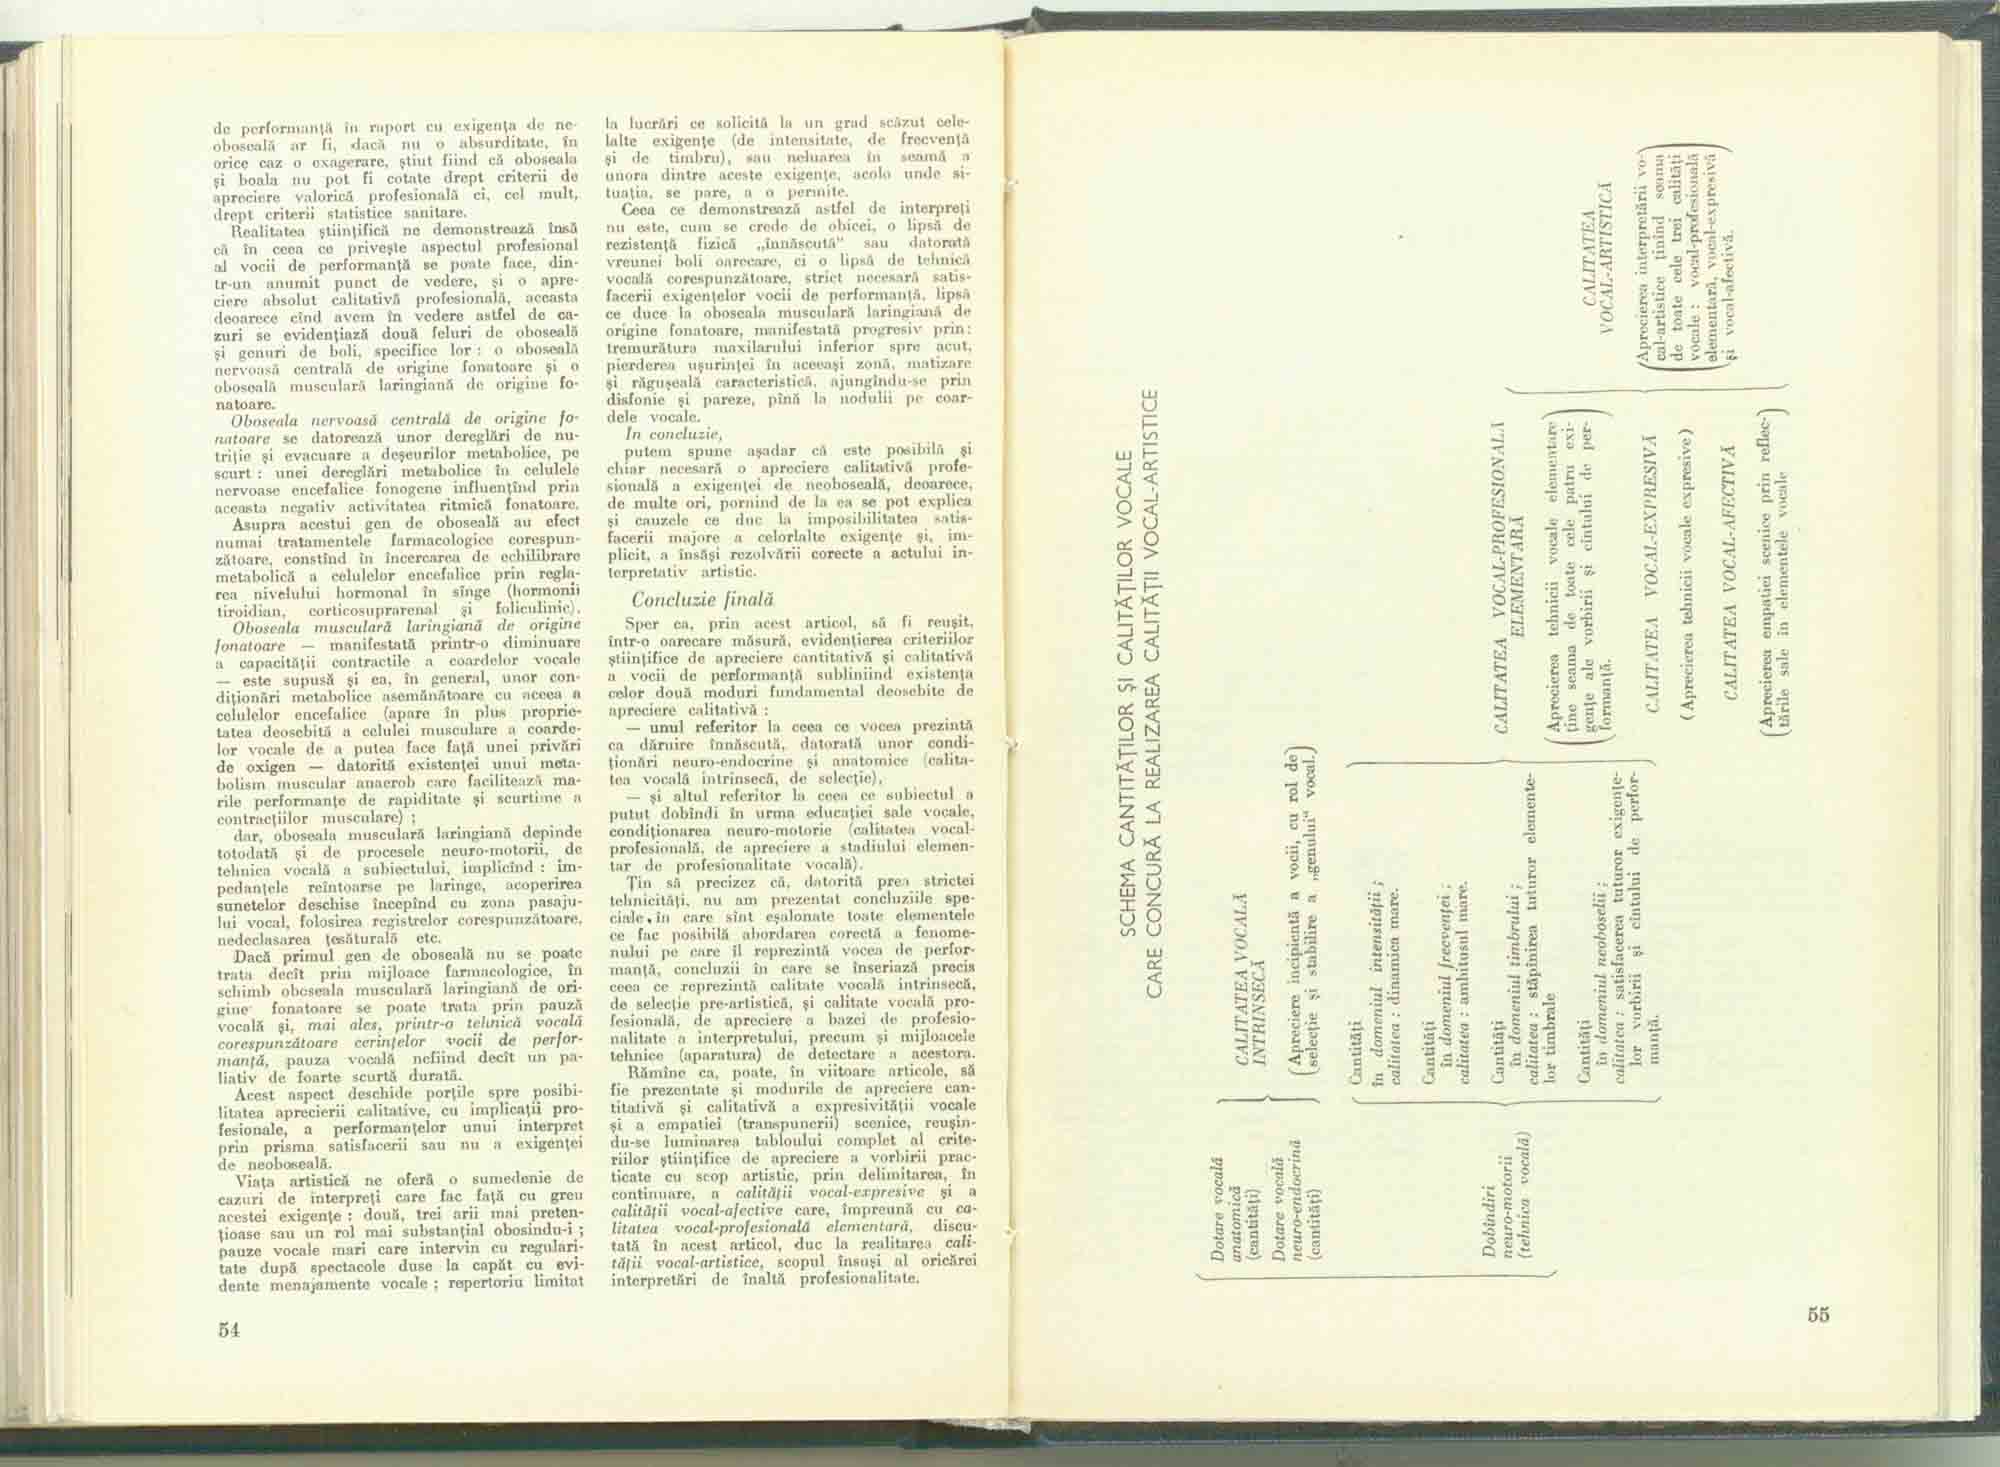 de performanță în raport cu exigența de ne-
oboseală ar fi, dacă nu o absurditate, în
orice caz o exagerare, știut fiind că oboseala
și boala nu pot fi cotate drept criterii de
apreciere valorică profesională ci, cel mult,
drept criterii statistice sanitare.
Realitatea științifică ne demonstrează însă
că în ceea ce privește aspectul profesional
al vocii de performanță se poate face, din-
tr-un anumit punct de vedere, și o apre-
ciere absolut calitativă profesională, aceasta
deoarece cînd avem în vedere astfel de ca-
zuri se evidențiază două feluri de oboseală
și genuri de boli, specifice lor : o oboseală
nervoasă centrală de origine fonatoare și o
oboseală musculară laringiană de origine fo-
natoare.
Oboseala nervoasă centrală de origine fo-
natoare se datorează unor dereglări de nu-
triție și evacuare a deșeurilor metabolice, pe
scurt : unei dereglări metabolice în celulele
nervoase encefalice fonogene influențînd prin
aceasta negativ activitatea ritmică fonatoare.
Asupra acestui gen de oboseală au efect
numai tratamentele farmacologice corespun-
zătoare, constînd în încercarea de echilibrare
metabolică a celulelor encefalice prin regla-
rea nivelului hormonal în sînge (hormonii
tiroidian, corticosuprarenal și foliculinic).
Oboseala musculară laringiană de origine
fonatoare — manifestată printr-o diminuare
a capacității contractile a coardelor vocale
— este supusă și ea, în general, unor con-
diționări metabolice asemănătoare cu aceea a
celulelor encefalice (apare în plus proprie-
tatea deosebită a celulei musculare a coarde-
lor vocale de a putea face față unei privări
de oxigen — datorită existenței unui meta-
bolism muscular anaerob care facilitează ma-
rile performanțe de rapiditate și scurtime a
contracțiilor musculare) ;
dar, oboseala musculară laringiană depinde
totodată și de procesele neuro-motorii, de
tehnica vocală a subiectului, implicînd : im-
pedanțele reîntoarse pe laringe, acoperirea
sunetelor deschise începînd cu zona pasaju-
lui vocal, folosirea registrelor corespunzătoare,
nedeclasarea țesăturală etc.
Dacă primul gen de oboseală nu se poate
trata decît prin mijloace farmacologice, în
schimb oboseala musculară laringiană de ori-
gine fonatoare se poate trata prin pauză
vocală și, mai ales, printr-o tehnică vocală
corespunzătoare cerințelor vocii de perfor-
manță, pauza vocală nefiind decît un pa-
liativ de foarte scurtă durată.
Acest aspect deschide porțile spre posibi-
litatea aprecierii calitative, cu implicații pro-
fesionale, a performanțelor unui interpret
prin prisma satisfacerii sau nu a exigenței
de neoboseală.
Viața artistică ne oferă o sumedenie de
cazuri de interpreți care fac față cu greu
acestei exigențe : două, trei arii mai preten-
țioase sau un rol mai substanțial obosindu-i ;
pauze vocale mari care intervin cu regulari-
tate după spectacole duse la capăt cu evi-
dente menajamente vocale ; repertoriu limitat
54
la lucrări ce solicită la un grad scăzut cele-
lalte exigențe (de intensitate, de frecvență
și de timbru), sau neluarea în seamă a
unora dintre aceste exigențe, acolo unde si-
tuația, se pare, a o permite.
Ceea ce demonstrează astfel de interpreți
nu este, cum se crede de obicei, o lipsă de
rezistență fizică „înnăscută“ sau datorată
vreunei boli oarecare, ci o lipsă de tehnică
vocală corespunzătoare, strict necesară satis-
facerii exigențelor vocii de performanță, lipsă
ce duce la oboseala musculară laringiană de
origine fonatoare, manifestată progresiv prin:
tremurătura maxilarului inferior spre acut,
pierderea ușurinței în aceeași zonă, matizare
și răgușeală caracteristică, ajungîndu-se prin
disfonie și pareze, pînă la nodulii pe coar-
dele vocale.
In concluzie,
putem spune așadar că este posibilă și
chiar necesară o apreciere calitativă profe-
sională a exigenței de neoboseală, deoarece,
de multe ori, pornind de la ea se pot explica
și cauzele ce duc la imposibilitatea satis-
facerii majore a celorlalte exigențe și, im-
plicit, a însăși rezolvării corecte a actului in-
terpretativ artistic.
Concluzie finală
Sper ca, prin acest articol, să fi reușit,
într-o oarecare măsură, evidențierea criteriilor
științifice de apreciere cantitativă și calitativă
a vocii de performanță subliniind existența
celor două moduri fundamental deosebite de
apreciere calitativă :
— unul referitor la ceea ce vocea prezintă
ca dăruire înnăscută, datorată unor condi-
ționări neuro-endocrine și anatomice (calita-
tea vocală intrinsecă, de selecție),
— și altul referitor la ceea ce subiectul a
putut dobîndi în urma educației sale vocale,
condiționarea neuro-motorie (calitatea vocal-
profesională, de apreciere a stadiului elemen-
tar de profesionalitate vocală).
Țin să precizez că, datorită prea strictei
tehnicități, nu am prezentat concluziile spe-
ciale, în care sînt eșalonate toate elementele
ce fac posibilă abordarea corectă a fenome-
nului pe care îl reprezintă vocea de perfor-
manță, concluzii în care se înseriază precis
ceea ce reprezintă calitate vocală intrinsecă,
de selecție pre-artistică, și calitate vocală pro-
fesională, de apreciere a bazei de profesio-
nalitate a interpretului, precum și mijloacele
tehnice (aparatura) de detectare a acestora.
Rămîne ca, poate, în viitoare articole, să
fie prezentate și modurile de apreciere can-
titativă și calitativă a expresivității vocale
și a empatiei (transpunerii) scenice, reușin-
du-se luminarea tabloului complet al crite-
riilor științifice de apreciere a vorbirii prac-
ticate cu scop artistic, prin delimitarea, în
continuare, a calității vocal-expresive și a
calității vocal-afective care, împreună cu ca-
litatea vocal-profesională elementară, discu-
tată în acest articol, duc la realitarea cali-
tății vocal-artistice, scopul însuși al oricărei
interpretări de înaltă profesionalitate.
SCHEMA CANTITĂȚILOR ȘI CALITĂȚILOR VOCALE
CARE CONCURĂ LA REALIZAREA CALITĂȚII VOCAL-ARTISTICE
Dotare vocală
anatomică
(cantități)
Dotare vocală
neuro-endocrină
(cantități)
Dobîndiri
neuro-motorii
(tehnica vocală)
CALITATEA VOCALĂ
INTRINSECĂ
(Apreciere incipientă a vocii, cu rol de
selecție și stabilire a „genului“ vocal.)
Cantități
în domeniul intensității ;
calitatea : dinamica mare.
Cantități
în domeniul frecvenței ;
calitatea : ambitusul mare.
Cantități
în domeniul timbrului ;
calitatea : stăpînirea tuturor elemente-
lor timbrale
Cantități
în domeniul neoboselii ;
calitatea : satisfacerea tuturor exigențe-
lor vorbirii și cîntului de perfor-
manță.
CALITATEA VOCAL-PROFESIONALĂ
ELEMENTARĂ
(Aprecierea tehnicii vocale elementare
ține seama de toate cele patru exi-
gențe ale vorbirii și cîntului de per-
formanță.)
CALITATEA VOCAL-EXPRESIVĂ
(Aprecierea tehnicii vocale expresive)
CALITATEA VOCAL-AFECTIVĂ
(Aprecierea empatiei scenice prin reflec-
tările sale în elementele vocale)
CALITATEA
VOCAL-ARTISTICĂ
(Aprecierea interpretării vo-
cal-artistice ținînd seama
de toate cele trei calități
vocale : vocal-profesională
elementară, vocal-expresivă
și vocal-afectivă.)
55